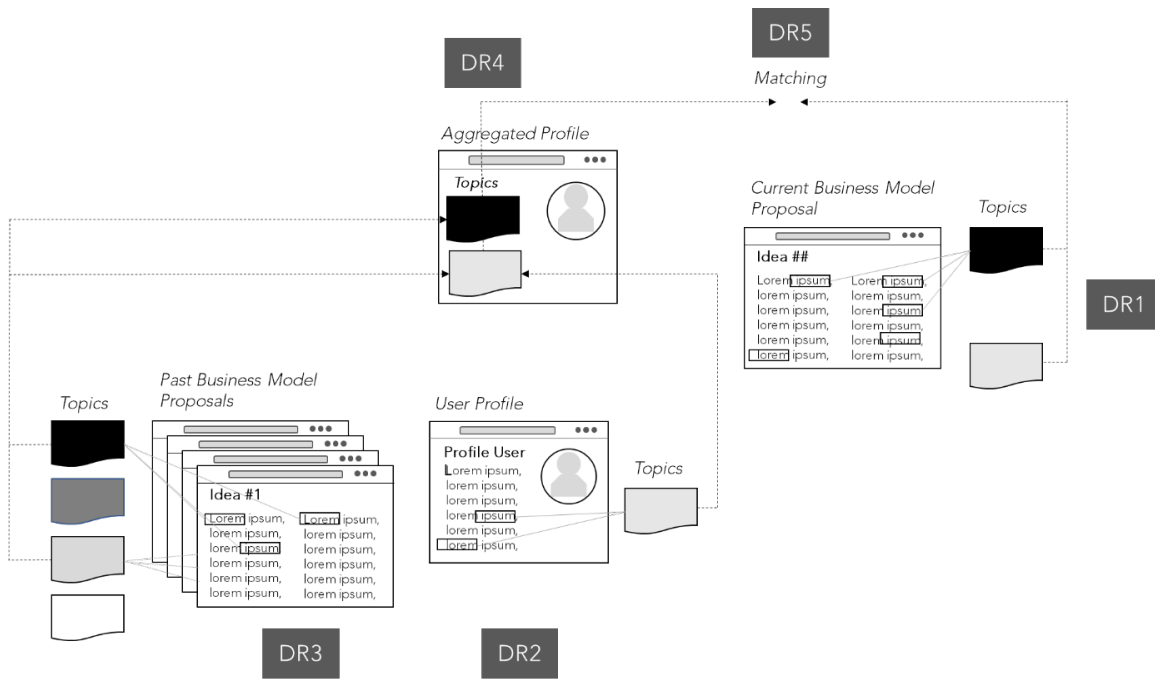 DR5
DR4
Matching
Aggregated Profile
Topics
Current Business Model
Proposal
Topics
Idea ##
Lorem ipsum,
lorem ipsum,
lorem ipsum,
lorem ipsum,
lorem ipsum,
lorem ipsum,
Lorem ipsum,
lorem ipsum,
lorem ipsum,
lorem ipsum,
lorem ipsum,
lorem ipsum,
DR1
Past Business Model
Proposals
Topics
Idea #1
Lorem ipsum,
lorem ipsum,
lorem ipsum,
lorem ipsum,
lorem ipsum,
lorem ipsum,
Lorem ipsum,
lorem ipsum,
lorem ipsum,
lorem ipsum,
lorem ipsum,
lorem ipsum,
User Profile
Profile User
Lorem ipsum,
lorem ipsum,
lorem ipsum,
lorem ipsum,
lorem ipsum,
lorem ipsum,
Topics
DR3
DR2